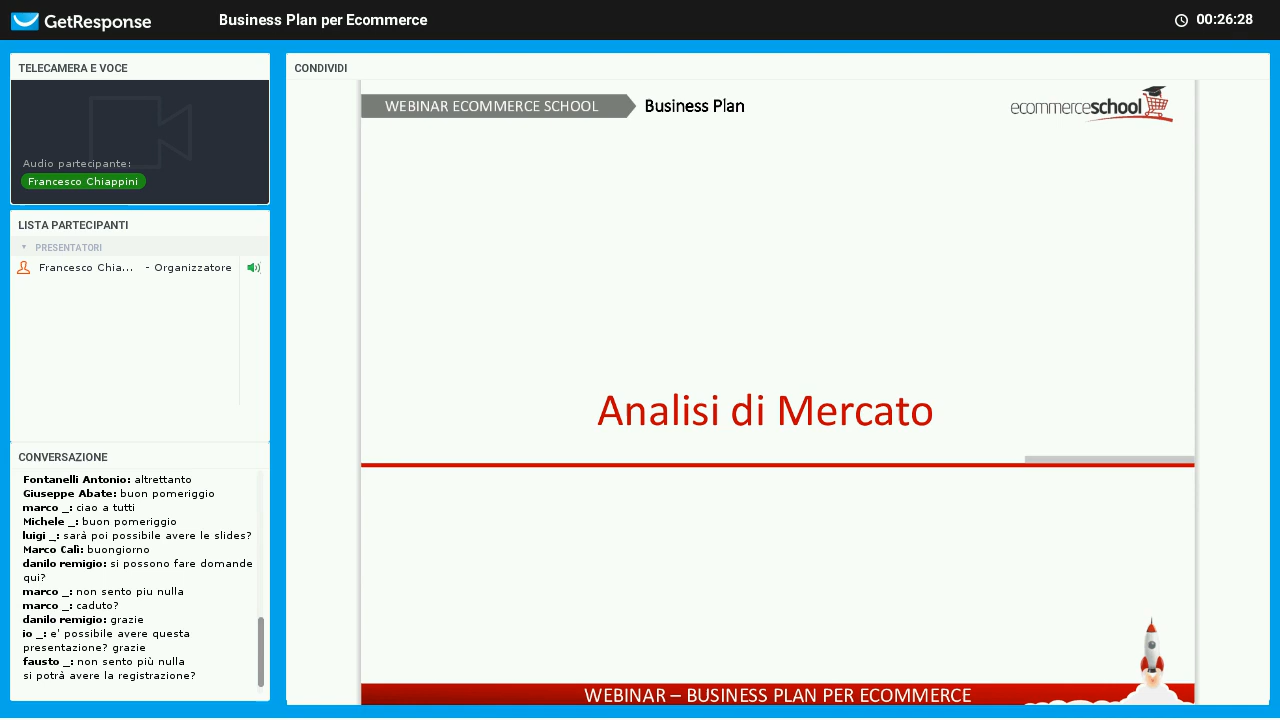 GetResponse
Business Plan per Ecommerce
00:26:28
TELECAMERA E VOCE
Audio partecipante:
Francesco Chiappini
LISTA PARTECIPANTI
PRESENTATORI
Francesco Chia... - Organizzatore
CONVERSAZIONE
Fontanelli Antonio: altrettanto
Giuseppe Abate: buon pomeriggio
marco _: ciao a tutti
Michele _: buon pomeriggio
luigi _: sarà poi possibile avere le slides?
Marco Calì: buongiorno
danilo remigio: si possono fare domande
qui?
marco _: non sento piu nulla
marco _: caduto?
danilo remigio: grazie
io _: e' possibile avere questa
presentazione? grazie
fausto _: non sento più nulla
si potrà avere la registrazione?
CONDIVIDI
WEBINAR ECOMMERCE SCHOOL
Business Plan
ecommerceschool
Analisi di Mercato
WEBINAR – BUSINESS PLAN PER ECOMMERCE